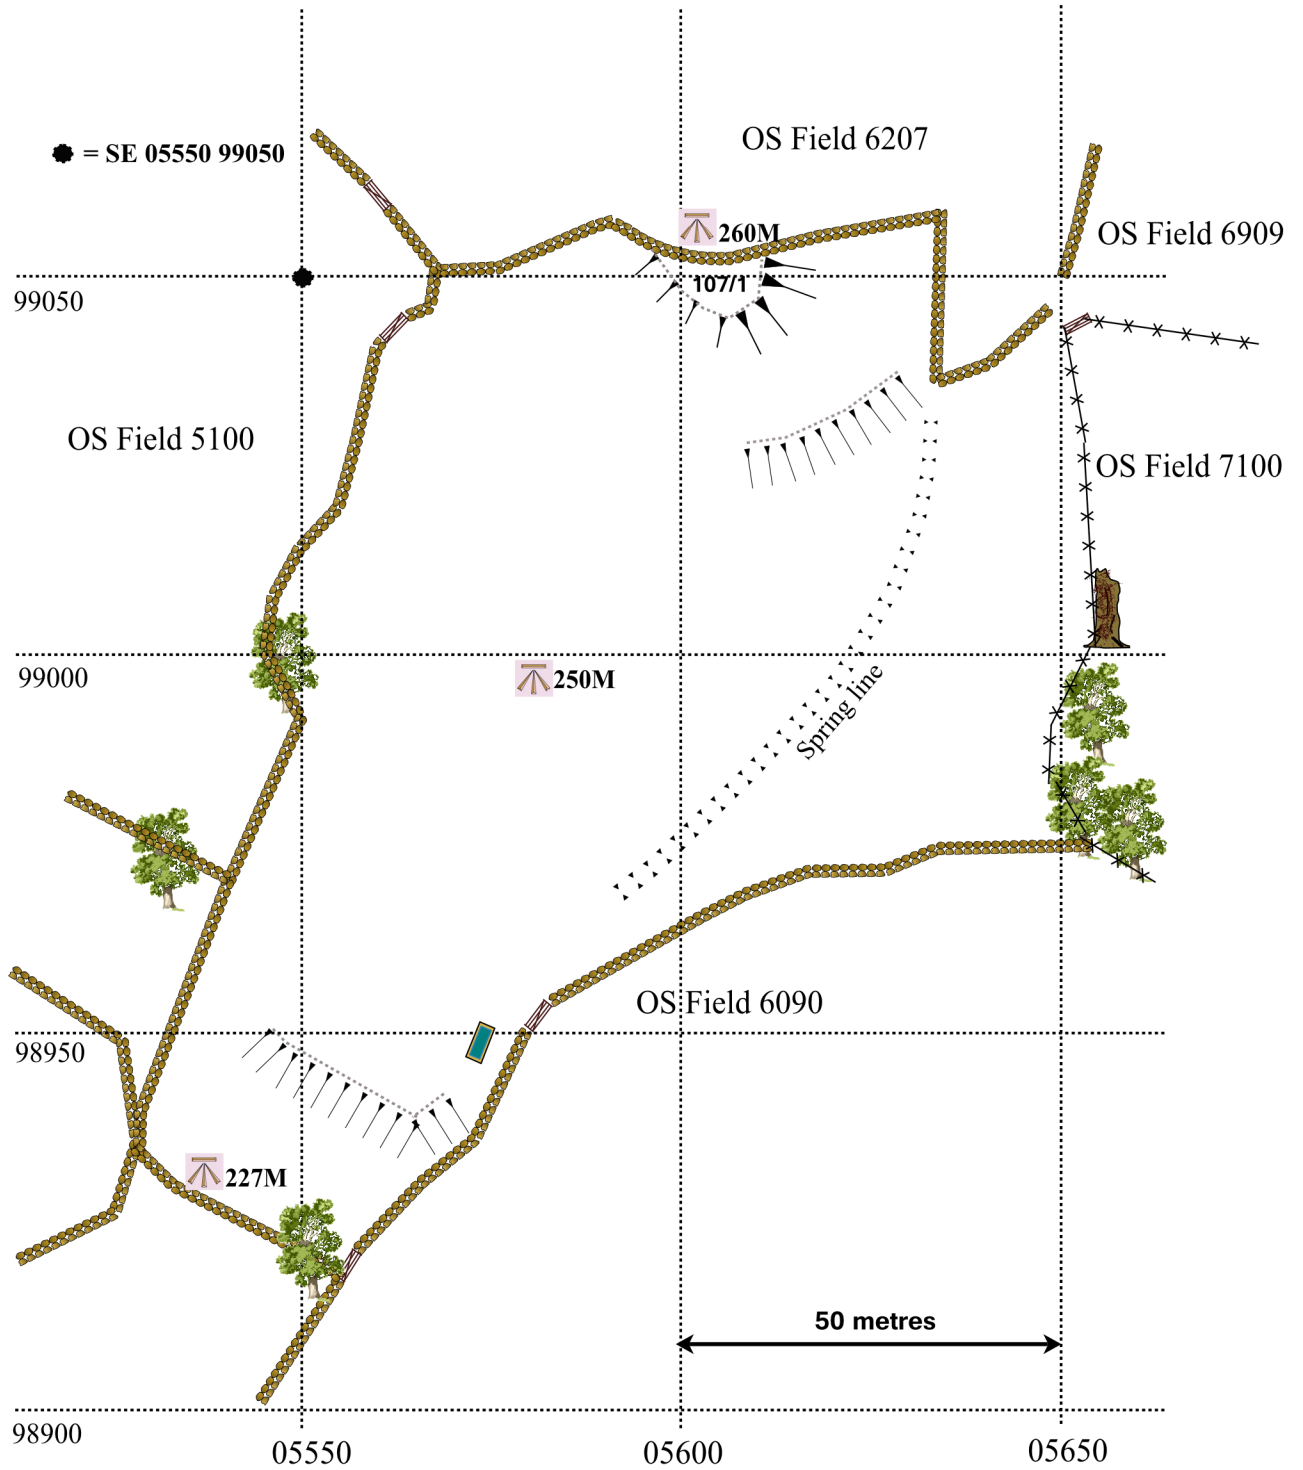 OS Field 6207
= SE 05550 99050
260M
OS Field 6909
107/1
99050
OS Field 5100
OS Field 7100
99000
250M
Spring line
OS Field 6090
98950
227M
50 metres
98900
05550
05600
05650